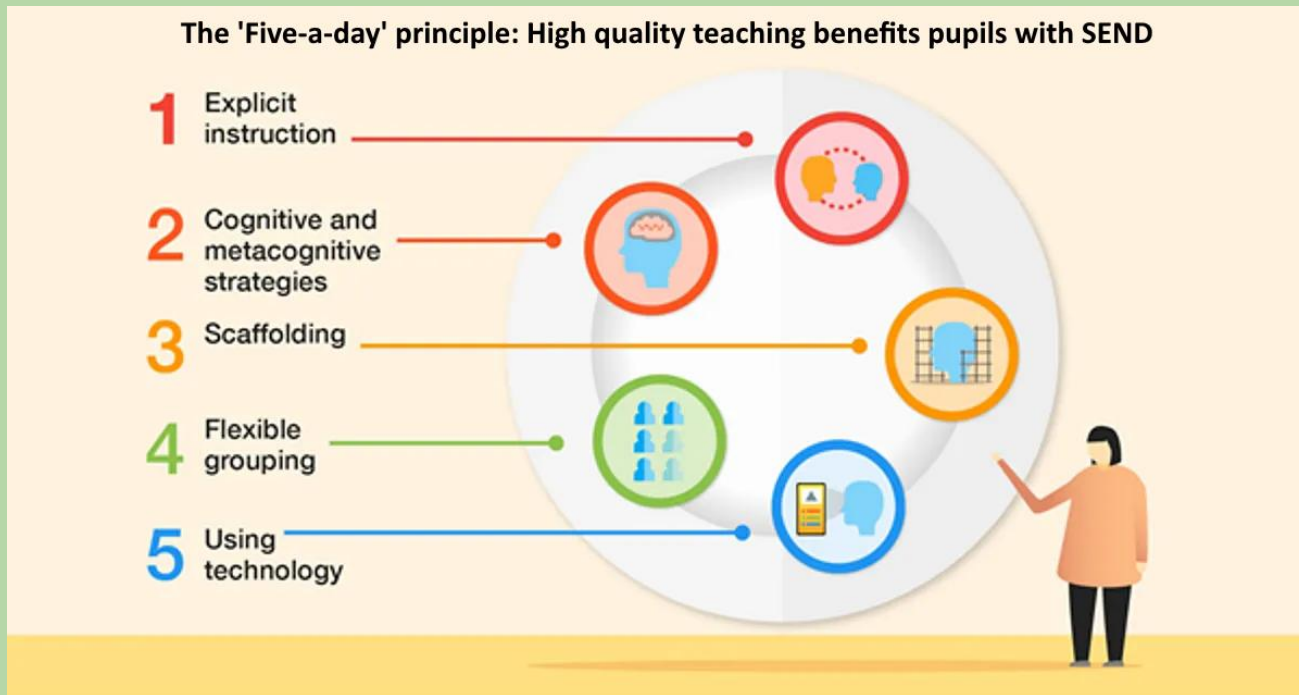 The 'Five-a-day' principle: High quality teaching benefits pupils with SEND
1 Explicit
instruction
2 Cognitive and
metacognitive
strategies
3 Scaffolding
4 Flexible
grouping
5 Using
technology